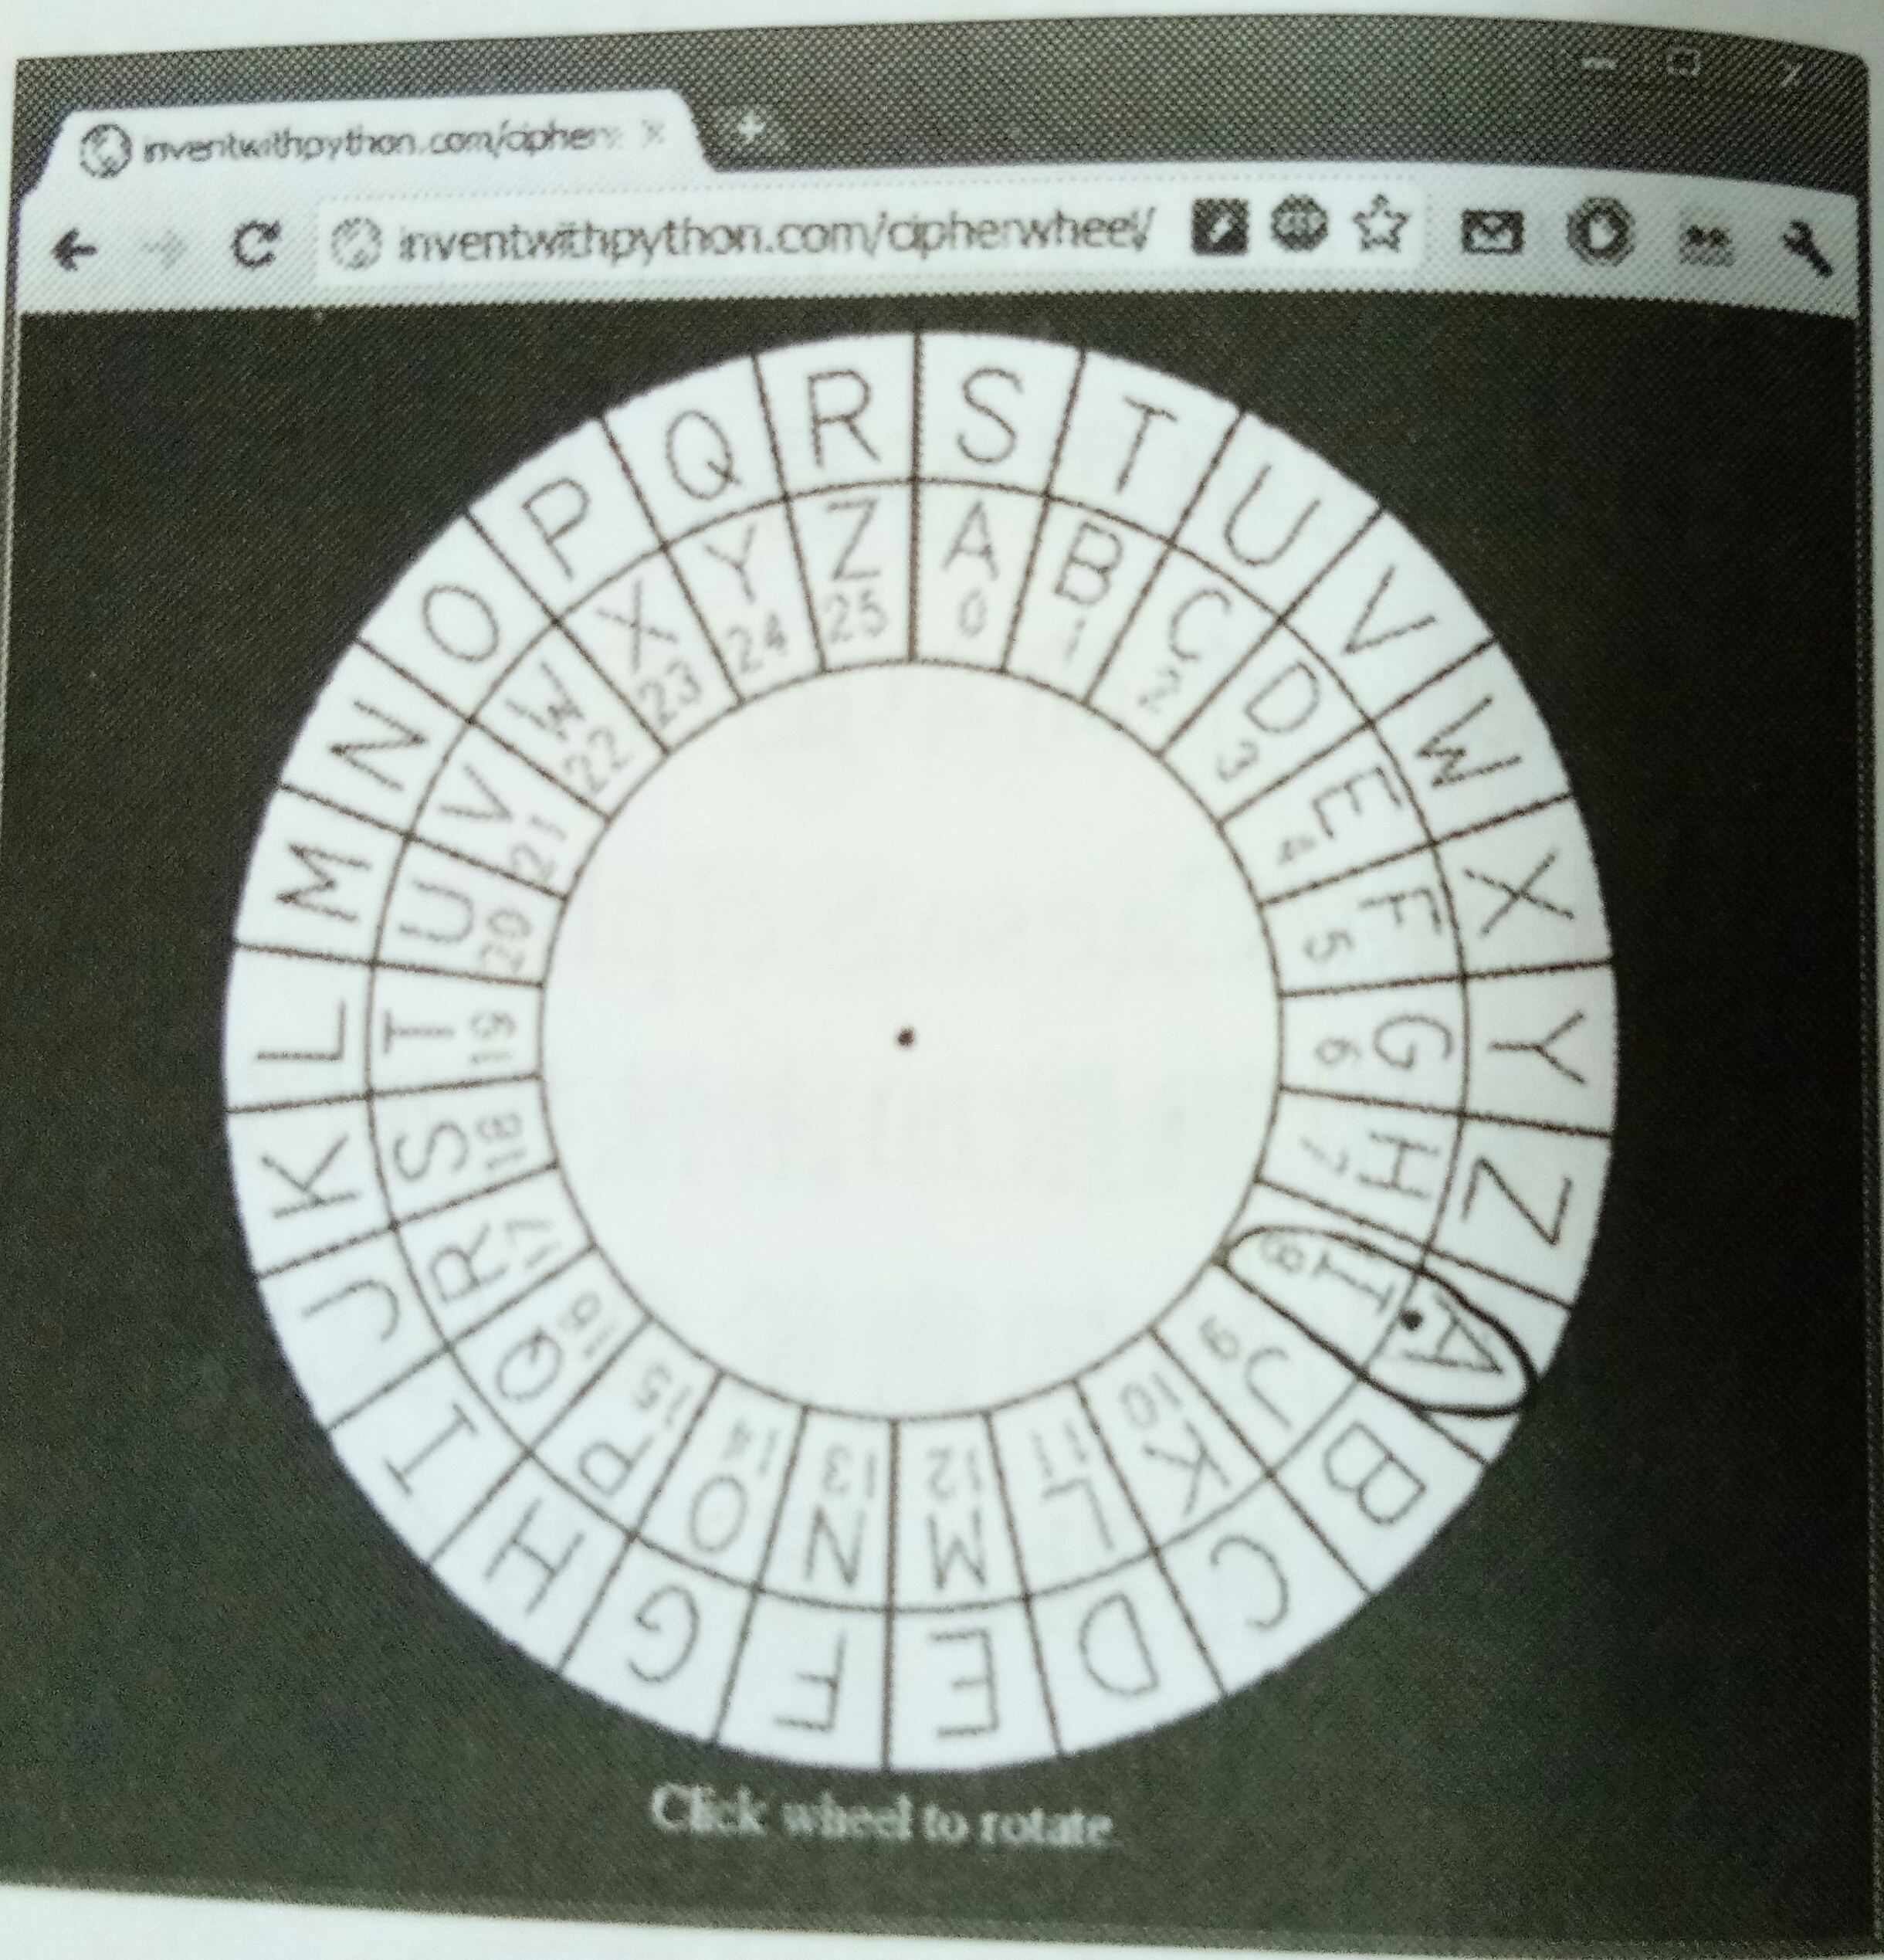 inventwithpython.com/cipherw
inventwithpython.com/cipherwheel/
S T U V W X Y Z A B C D E F G H I J K L M N O P Q R
A B C D E F G H I J K L M N O P Q R S T U V W X Y Z
0 1 2 3 4 5 6 7 8 9 10 11 12 13 14 15 16 17 18 19 20 21 22 23 24 25
Click wheel to rotate.